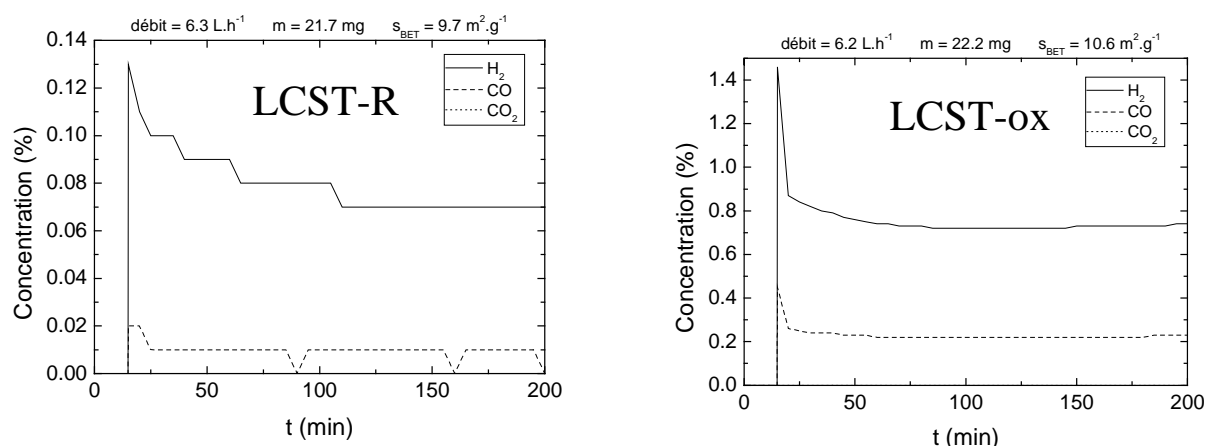 débit = 6.3 L.h⁻¹ m = 21.7 mg s_BET = 9.7 m².g⁻¹
0.14
0.12
0.10
0.08
0.06
0.04
0.02
0.00
Concentration (%)
LCST-R
H₂
CO
CO₂
0 50 100 150 200
t (min)
débit = 6.2 L.h⁻¹ m = 22.2 mg s_BET = 10.6 m².g⁻¹
1.4
1.2
1.0
0.8
0.6
0.4
0.2
0.0
Concentration (%)
LCST-ox
H₂
CO
CO₂
0 50 100 150 200
t (min)